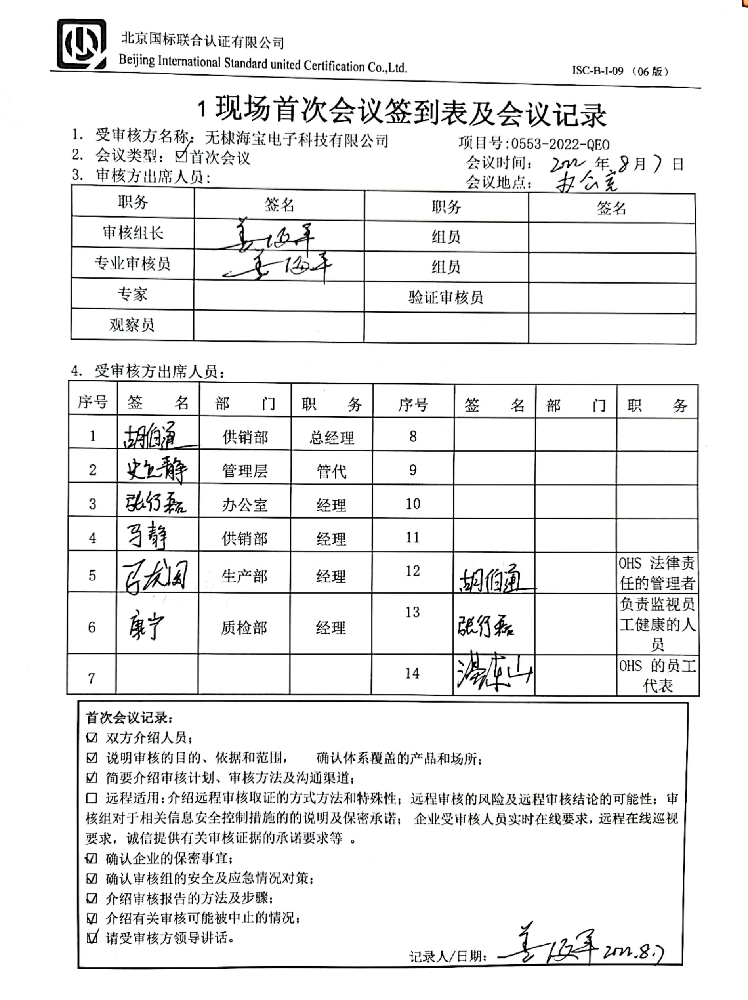 北京国标联合认证有限公司
Beijing International Standard united Certification Co.,Ltd.
ISC-B-I-09 （06 版）
1 现场首次会议签到表及会议记录
1. 受审核方名称：无棣海宝电子科技有限公司 项目号:0553-2022-QEO
2. 会议类型：☑首次会议 会议时间： 2022 年 8 月 7 日
3. 审核方出席人员： 会议地点： 办公室
职务 签名 职务 签名
审核组长 姜海军 组员
专业审核员 姜海军 组员
专家 验证审核员
观察员
4. 受审核方出席人员：
序号 签 名 部 门 职 务 序号 签 名 部 门 职 务
1 胡伯通 供销部 总经理 8
2 管理层 管代 9
3 张行磊 办公室 经理 10
4 马静 供销部 经理 11
5 生产部 经理 12 胡伯通 OHS 法律责
任的管理者
6 康宁 质检部 经理 13 张行磊 负责监视员
工健康的人
员
7 14 温东山 OHS 的员工
代表
首次会议记录：
☑ 双方介绍人员；
☑ 说明审核的目的、依据和范围， 确认体系覆盖的产品和场所；
☑ 简要介绍审核计划、审核方法及沟通渠道；
☐ 远程适用：介绍远程审核取证的方式方法和特殊性；远程审核的风险及远程审核结论的可能性；审
核组对于相关信息安全控制措施的的说明及保密承诺； 企业受审核人员实时在线要求，远程在线巡视
要求，诚信提供有关审核证据的承诺要求等 。
☑ 确认企业的保密事宜；
☑ 确认审核组的安全及应急情况对策；
☑ 介绍审核报告的方法及步骤；
☑ 介绍有关审核可能被中止的情况；
☑ 请受审核方领导讲话。
记录人/日期： 姜海军 2022.8.7